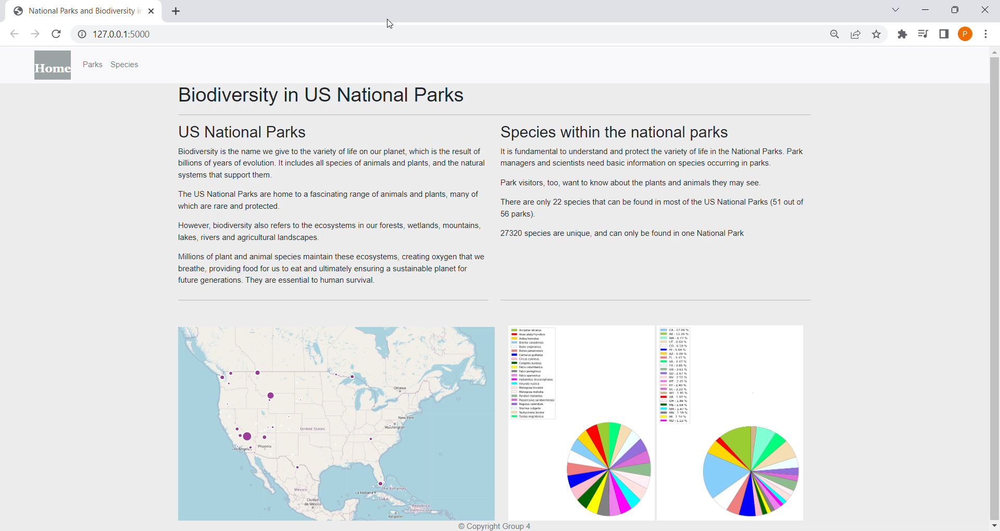 National Parks and Biodiversity in
127.0.0.1:5000
P
Home
Parks
Species
Biodiversity in US National Parks
US National Parks
Biodiversity is the name we give to the variety of life on our planet, which is the result of
billions of years of evolution. It includes all species of animals and plants, and the natural
systems that support them.
The US National Parks are home to a fascinating range of animals and plants, many of
which are rare and protected.
However, biodiversity also refers to the ecosystems in our forests, wetlands, mountains,
lakes, rivers and agricultural landscapes.
Millions of plant and animal species maintain these ecosystems, creating oxygen that we
breathe, providing food for us to eat and ultimately ensuring a sustainable planet for
future generations. They are essential to human survival.
Species within the national parks
It is fundamental to understand and protect the variety of life in the National Parks. Park
managers and scientists need basic information on species occurring in parks.
Park visitors, too, want to know about the plants and animals they may see.
There are only 22 species that can be found in most of the US National Parks (51 out of
56 parks).
27320 species are unique, and can only be found in one National Park
Ottawa
New York
Washington
United States
Los Angeles
Phoenix
México
Ciudad
de México
La Habana
The Bahamas
Cuba
República
Dominicana
Kingston
Accipiter striatus
Anas platyrhynchos
Ardea herodias
Branta canadensis
Bubo virginianus
Buteo jamaicensis
Catharus guttatus
Circus cyaneus
Colaptes auratus
Falco columbarius
Falco peregrinus
Falco sparverius
Haliaeetus leucocephalus
Hirundo rustica
Melospiza lincolnii
Melospiza melodia
Pandion haliaetus
Passerculus sandwichensis
Regulus calendula
Sturnus vulgaris
Tachycineta bicolor
Turdus migratorius
CA - 17.06 %
AK - 11.26 %
WA - 6.77 %
UT - 6.64 %
CO - 6.19 %
HI - 5.64 %
AZ - 5.09 %
FL - 4.47 %
VA - 4.47 %
TX - 3.85 %
OR - 3.61 %
SD - 2.67 %
NV - 2.55 %
MT - 2.45 %
KY - 2.40 %
SC - 2.23 %
WY - 1.95 %
AR - 1.87 %
OH - 1.86 %
ME - 1.64 %
NM - 1.47 %
MN - 1.39 %
MI - 1.34 %
ND - 1.12 %
© Copyright Group 4